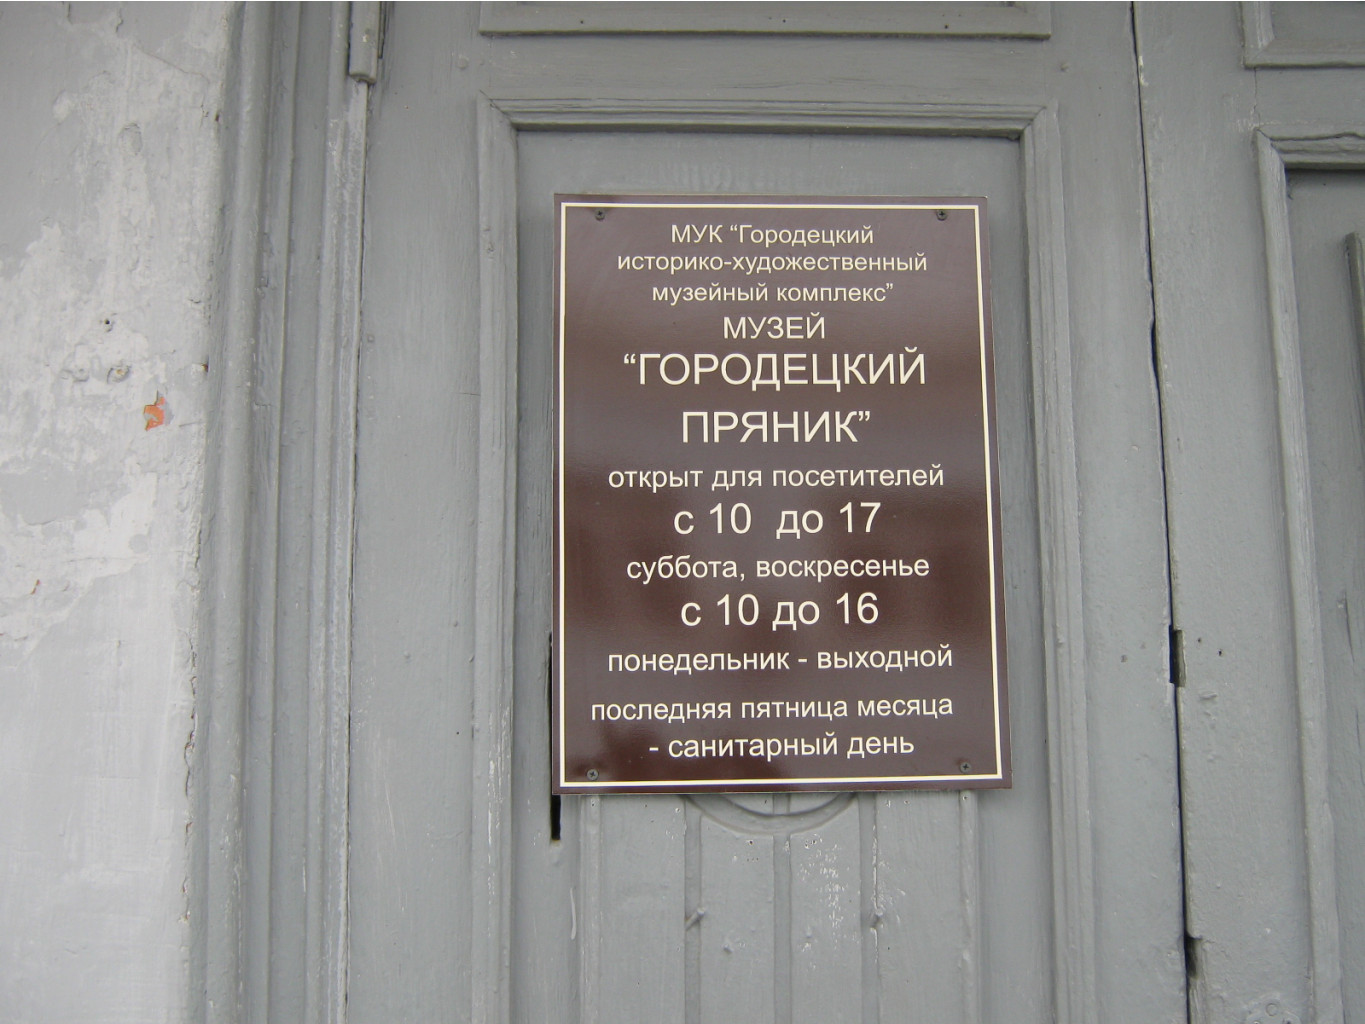 МУК “Городецкий
историко-художественный
музейный комплекс”
МУЗЕЙ
“ГОРОДЕЦКИЙ
ПРЯНИК”
открыт для посетителей
с 10 до 17
суббота, воскресенье
с 10 до 16
понедельник - выходной
последняя пятница месяца
- санитарный день